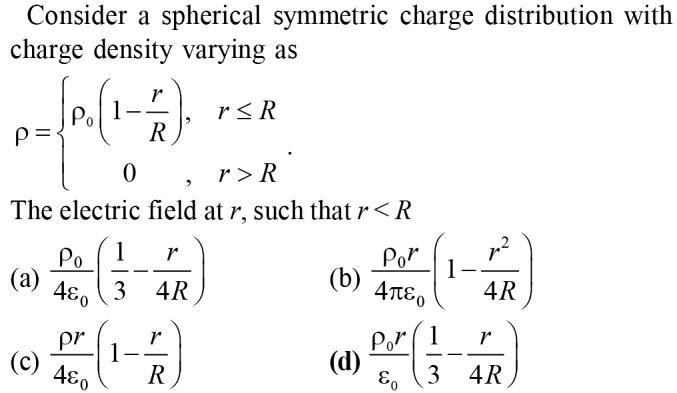 Consider a spherical symmetric charge distribution with
charge density varying as
ρ = { ρ₀(1 − r/R), r ≤ R
0 , r > R .
The electric field at r, such that r < R
(a) ρ₀/4ε₀ (1/3 − r/4R) (b) ρ₀r/4πε₀ (1 − r²/4R)
(c) ρr/4ε₀ (1 − r/R) (d) ρ₀r/ε₀ (1/3 − r/4R)